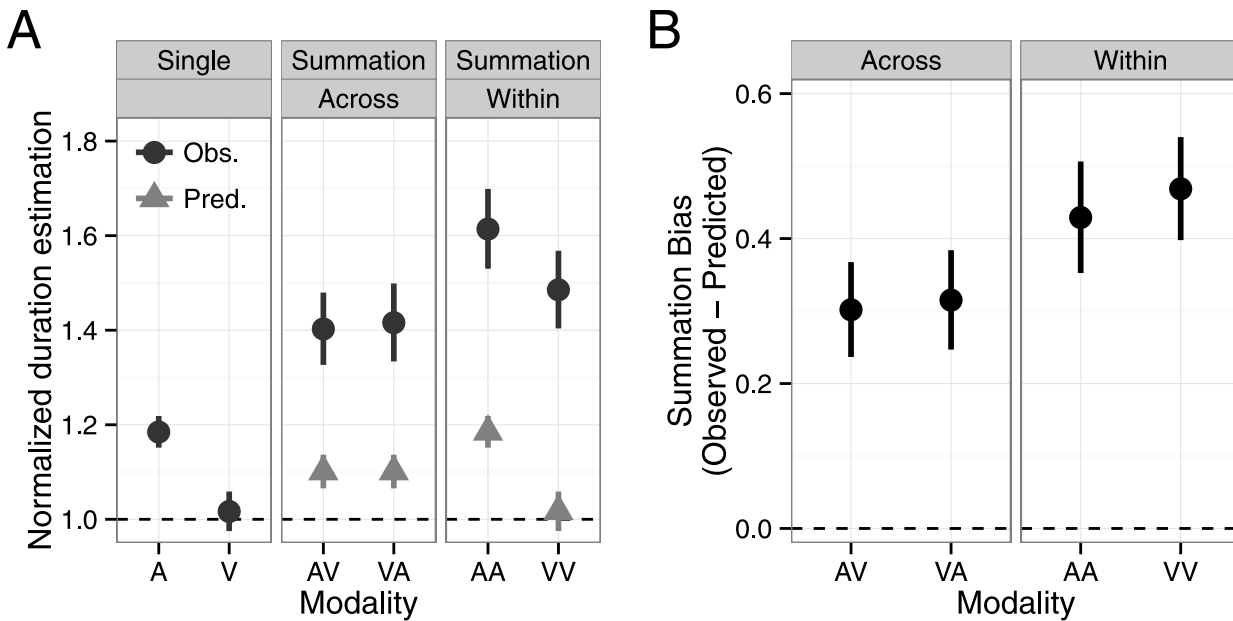 A
Single
Summation
Summation
Across
Within
Normalized duration estimation
1.8
1.6
1.4
1.2
1.0
Obs.
Pred.
A
V
AV
VA
AA
VV
Modality
B
Across
Within
Summation Bias
(Observed − Predicted)
0.6
0.4
0.2
0.0
AV
VA
AA
VV
Modality